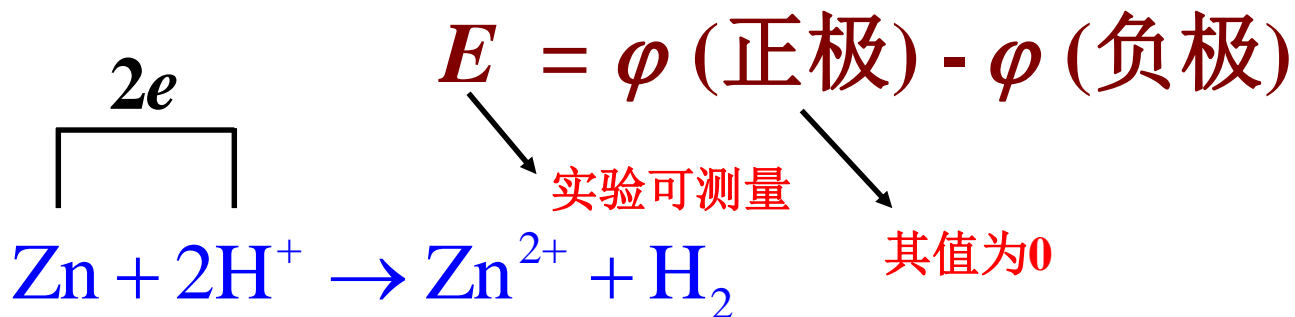 E = φ (正极) - φ (负极)
2e
实验可测量
其值为0
Zn + 2H⁺ → Zn²⁺ + H₂